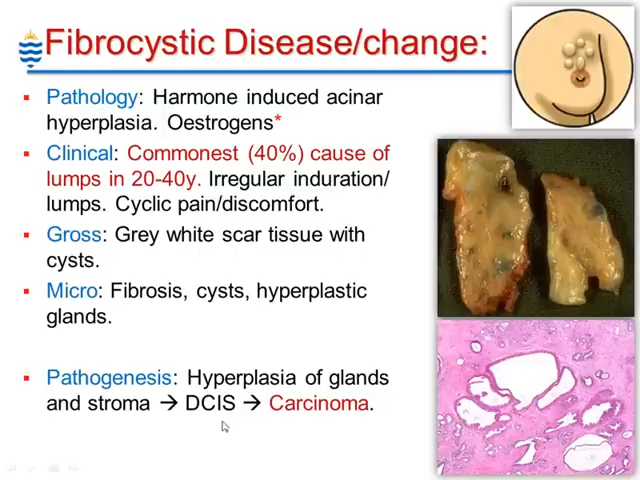 Fibrocystic Disease/change:
▪ Pathology: Harmone induced acinar
hyperplasia. Oestrogens*
▪ Clinical: Commonest (40%) cause of
lumps in 20-40y. Irregular induration/
lumps. Cyclic pain/discomfort.
▪ Gross: Grey white scar tissue with
cysts.
▪ Micro: Fibrosis, cysts, hyperplastic
glands.
▪ Pathogenesis: Hyperplasia of glands
and stroma → DCIS → Carcinoma.